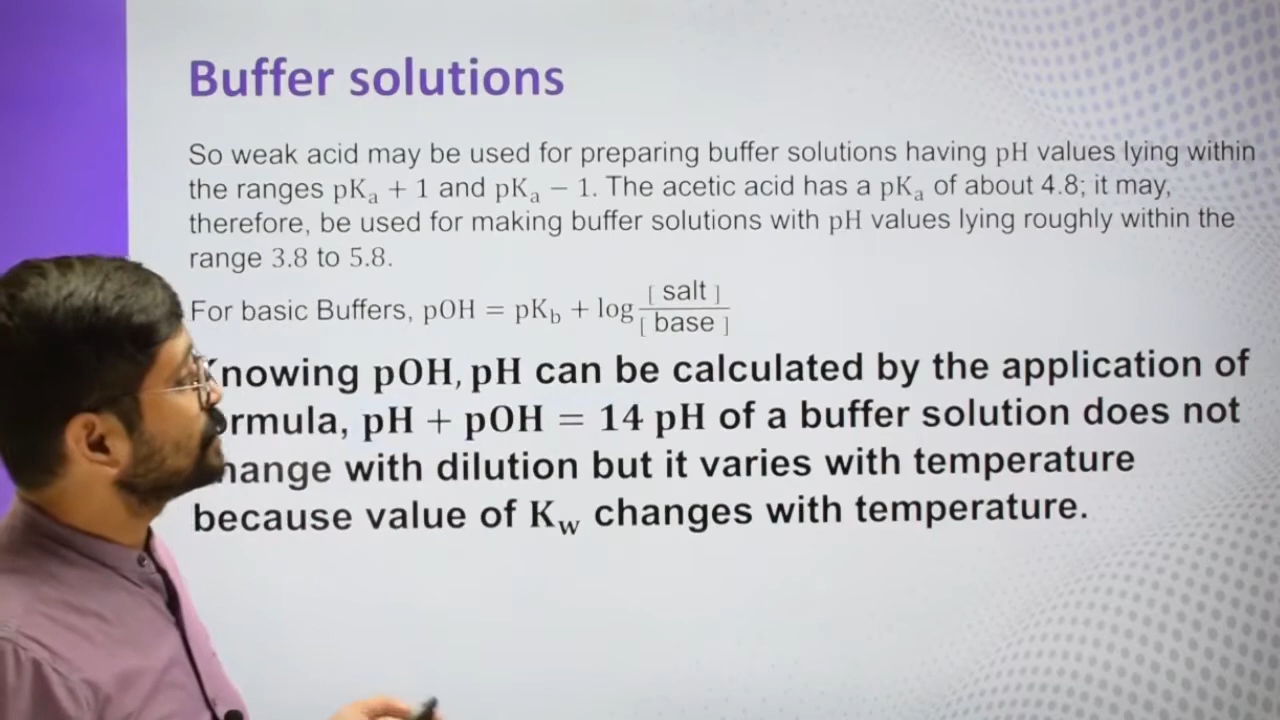 Buffer solutions
So weak acid may be used for preparing buffer solutions having pH values lying within
the ranges pKₐ + 1 and pKₐ − 1. The acetic acid has a pKₐ of about 4.8; it may,
therefore, be used for making buffer solutions with pH values lying roughly within the
range 3.8 to 5.8.
For basic Buffers, pOH = pK_b + log [ salt ] / [ base ]
nowing pOH, pH can be calculated by the application of
rmula, pH + pOH = 14 pH of a buffer solution does not
hange with dilution but it varies with temperature
because value of K_w changes with temperature.